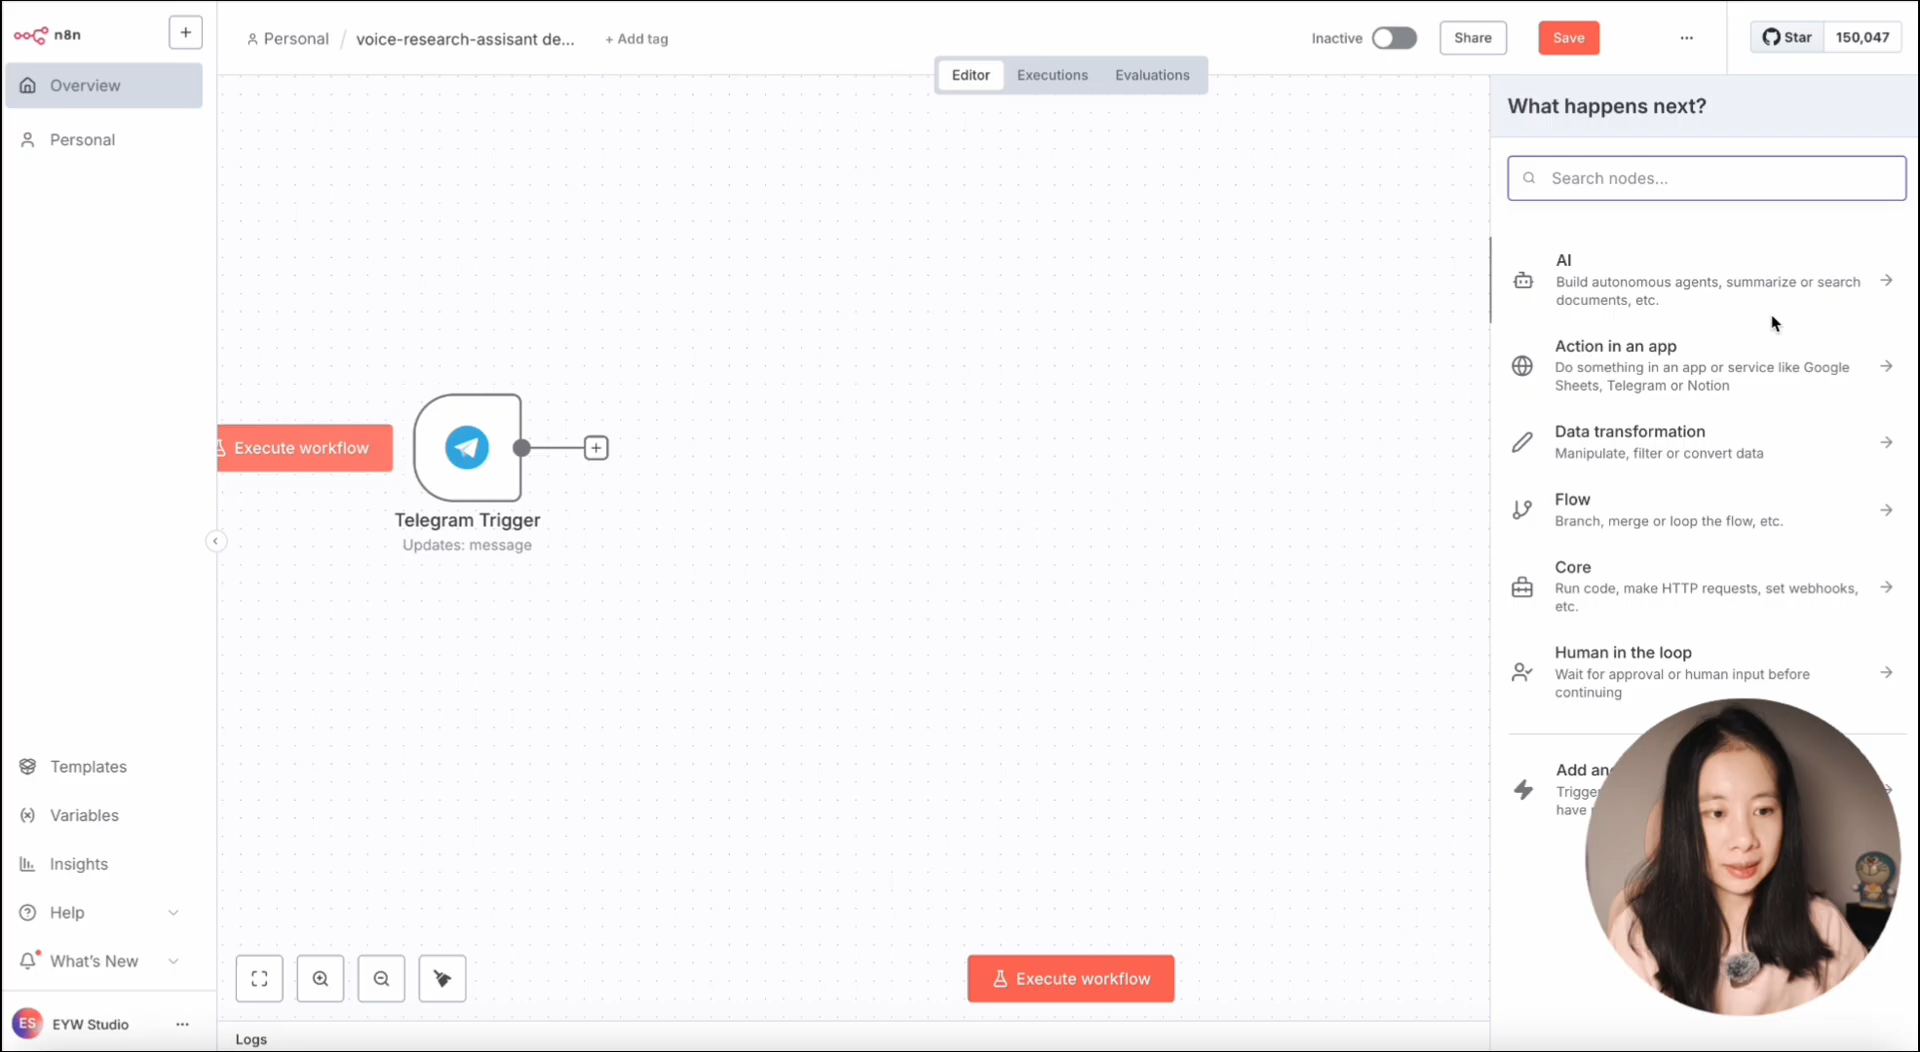 n8n
+
Overview
Personal
Templates
Variables
Insights
Help
What's New
ES
EYW Studio
...
Personal / voice-research-assisant de...
+ Add tag
Inactive
Share
Save
...
Star
150,047
Editor
Executions
Evaluations
Execute workflow
Telegram Trigger
Updates: message
Execute workflow
Logs
What happens next?
Search nodes...
AI
Build autonomous agents, summarize or search
documents, etc.
Action in an app
Do something in an app or service like Google
Sheets, Telegram or Notion
Data transformation
Manipulate, filter or convert data
Flow
Branch, merge or loop the flow, etc.
Core
Run code, make HTTP requests, set webhooks,
etc.
Human in the loop
Wait for approval or human input before
continuing
Add
have